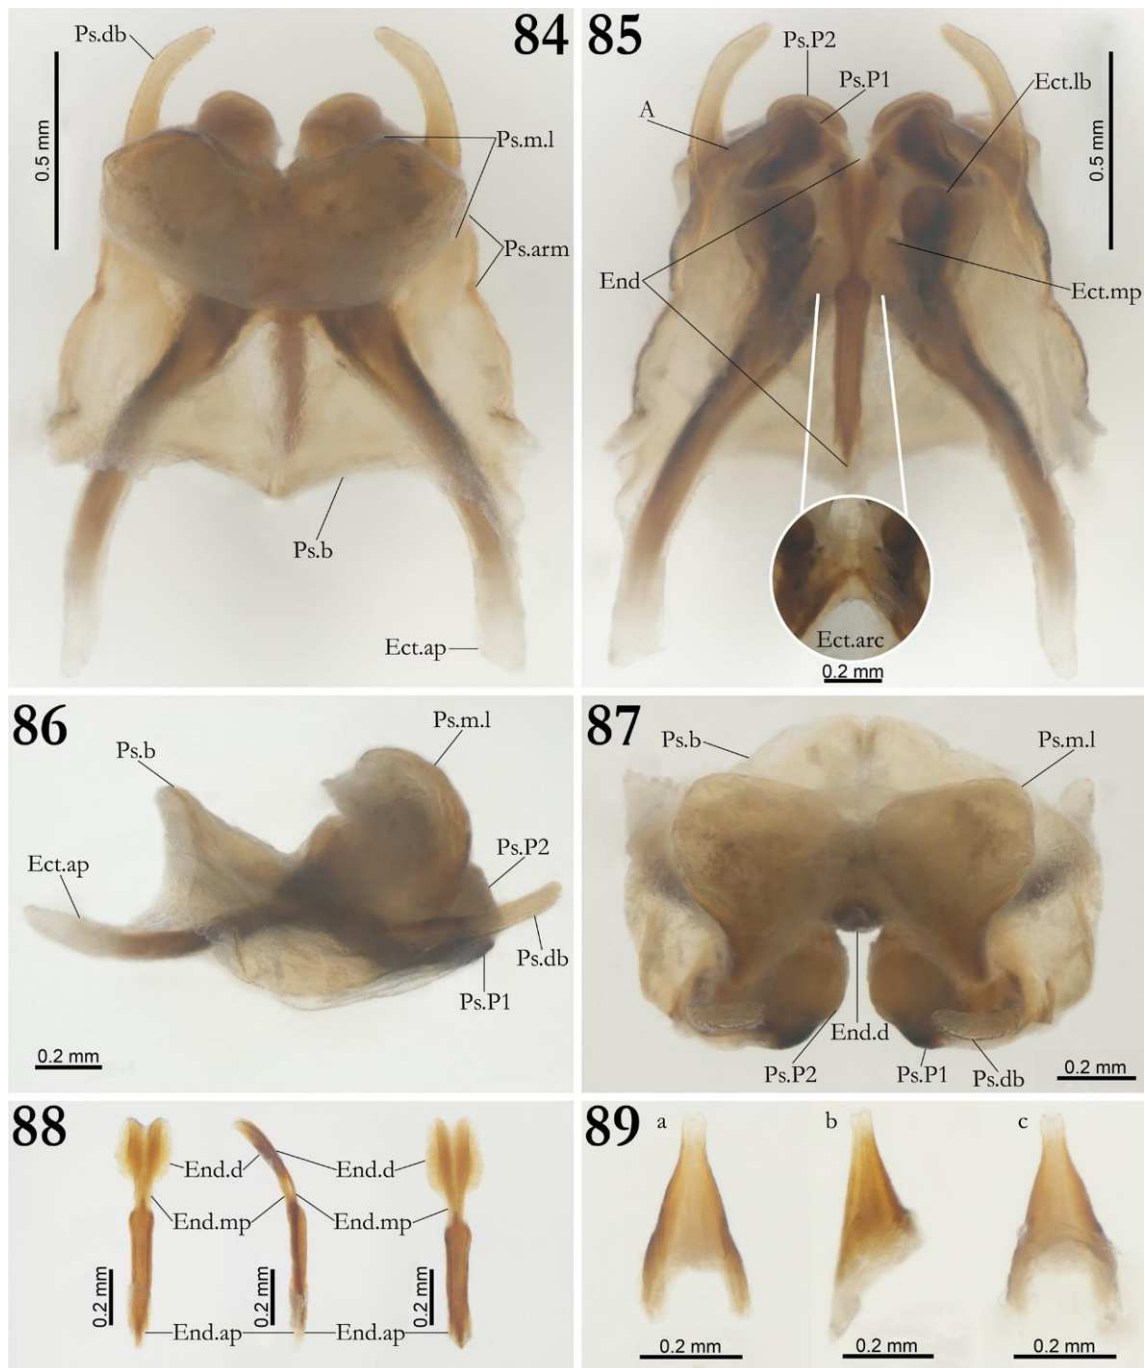 84
Ps.db
Ps.m.l
Ps.arm
0.5 mm
Ps.b
Ect.ap
85
Ps.P2
Ps.P1
Ect.lb
A
0.5 mm
End
Ect.mp
Ect.arc
0.2 mm
86
Ps.m.l
Ps.b
Ps.P2
Ect.ap
Ps.db
Ps.P1
0.2 mm
87
Ps.b
Ps.m.l
End.d
Ps.P2
Ps.P1
Ps.db
0.2 mm
88
End.d End.d
End.mp End.mp
0.2 mm 0.2 mm 0.2 mm
End.ap End.ap
89
a b c
0.2 mm 0.2 mm 0.2 mm